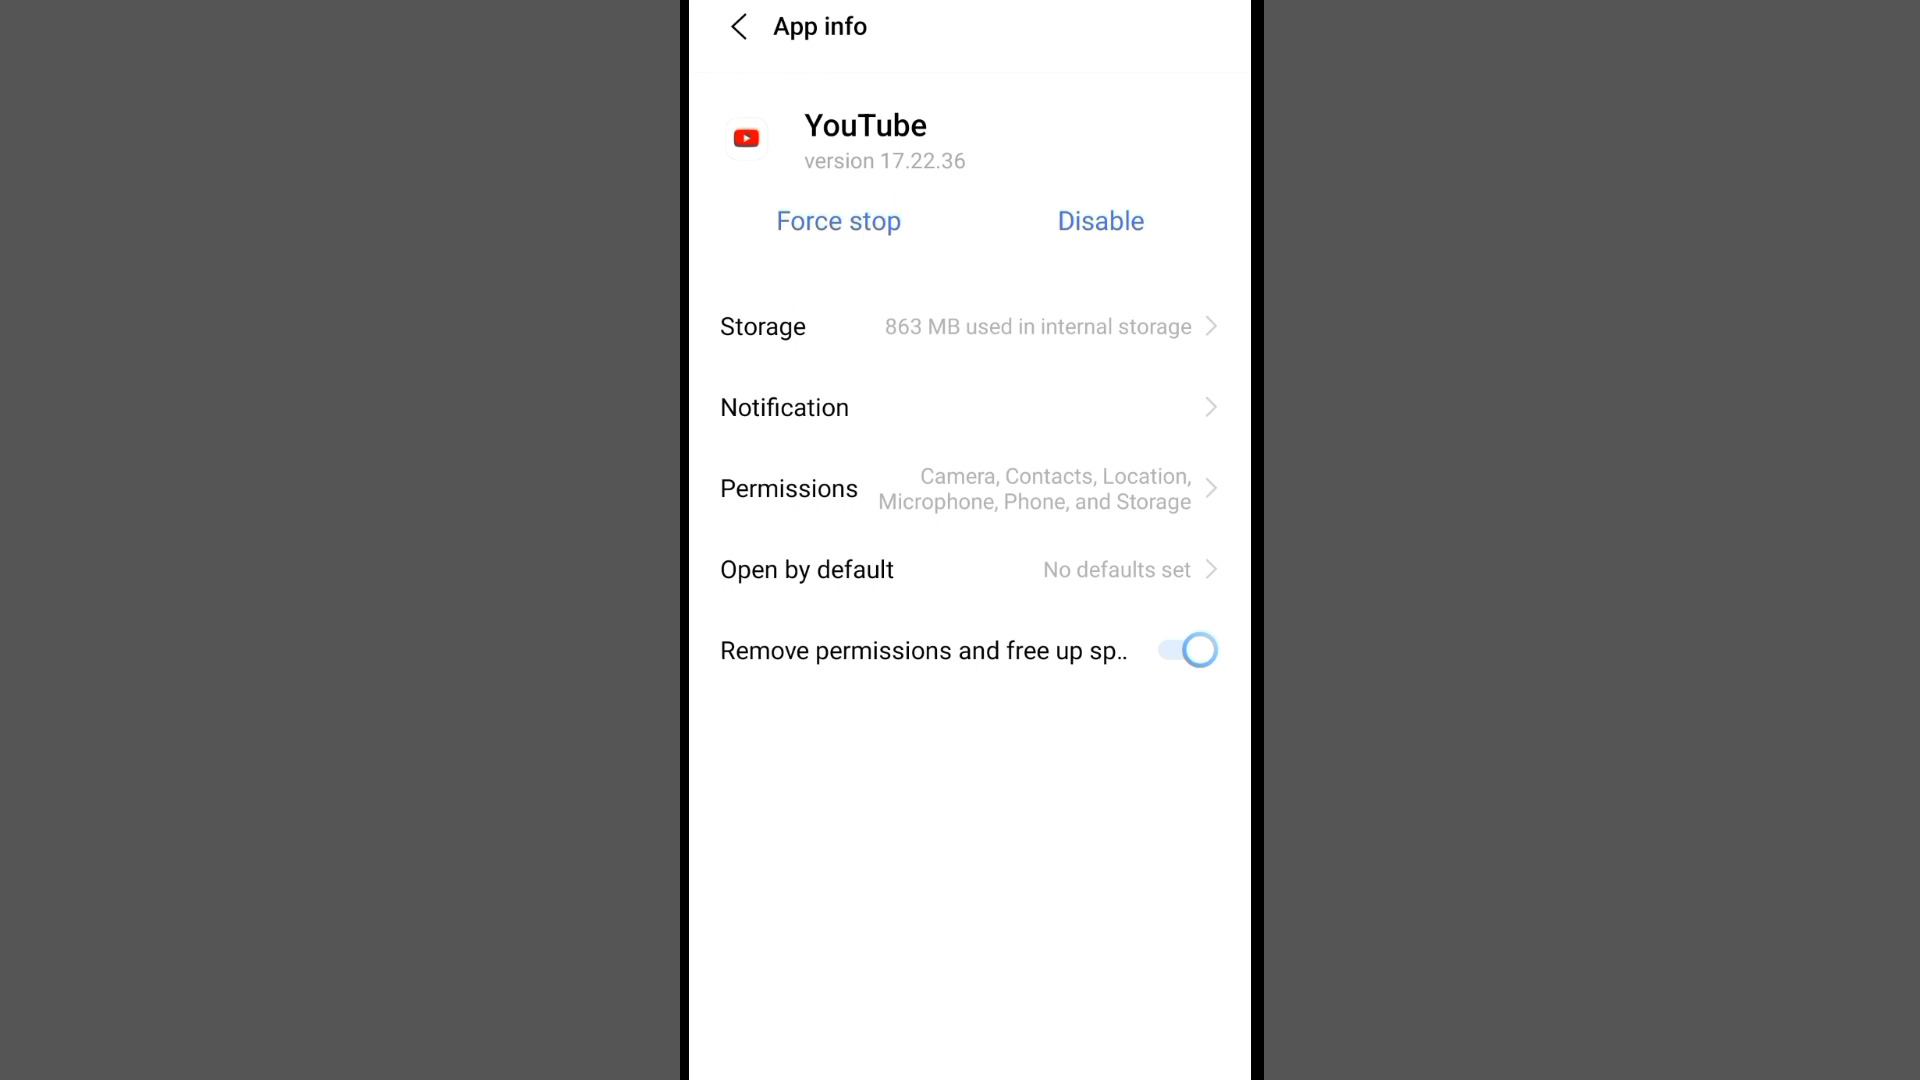 App info
YouTube
version 17.22.36
Force stop
Disable
Storage
863 MB used in internal storage
Notification
Permissions
Camera, Contacts, Location,
Microphone, Phone, and Storage
Open by default
No defaults set
Remove permissions and free up sp..